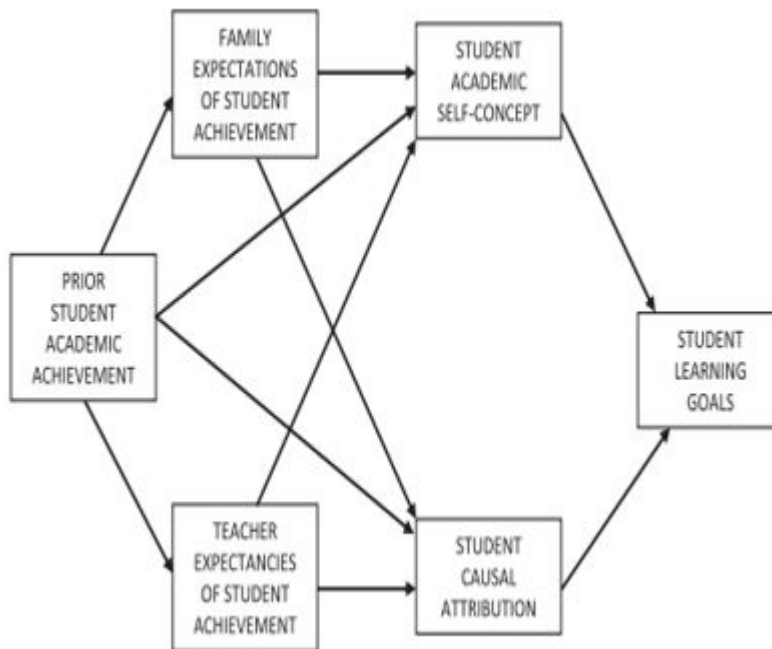 FAMILY
EXPECTATIONS
OF STUDENT
ACHIEVEMENT
STUDENT
ACADEMIC
SELF-CONCEPT
PRIOR
STUDENT
ACADEMIC
ACHIEVEMENT
STUDENT
LEARNING
GOALS
TEACHER
EXPECTANCIES
OF STUDENT
ACHIEVEMENT
STUDENT
CAUSAL
ATTRIBUTION